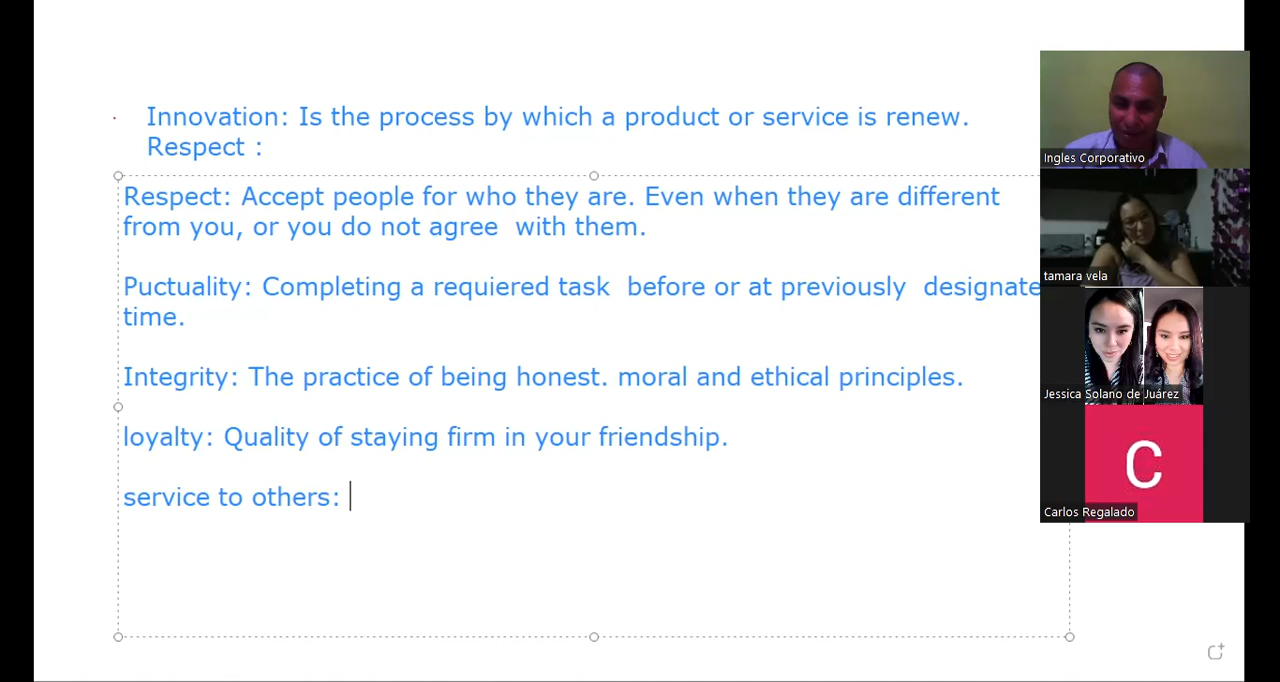 Innovation: Is the process by which a product or service is renew.
Respect :
Respect: Accept people for who they are. Even when they are different
from you, or you do not agree  with them.
Puctuality: Completing a requiered task  before or at previously  designate
time.
Integrity: The practice of being honest. moral and ethical principles.
loyalty: Quality of staying firm in your friendship.
service to others:
Ingles Corporativo
tamara vela
Jessica Solano de Juárez
C
Carlos Regalado